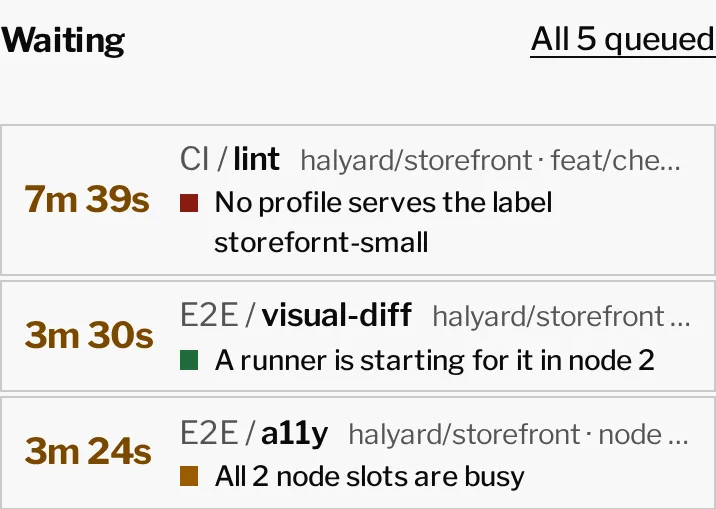 Waiting
All 5 queued
CI / lint halyard/storefront · feat/che...
7m 39s
No profile serves the label
storefornt-small
E2E / visual-diff halyard/storefront ...
3m 30s
A runner is starting for it in node 2
E2E / a11y halyard/storefront · node ...
3m 24s
All 2 node slots are busy